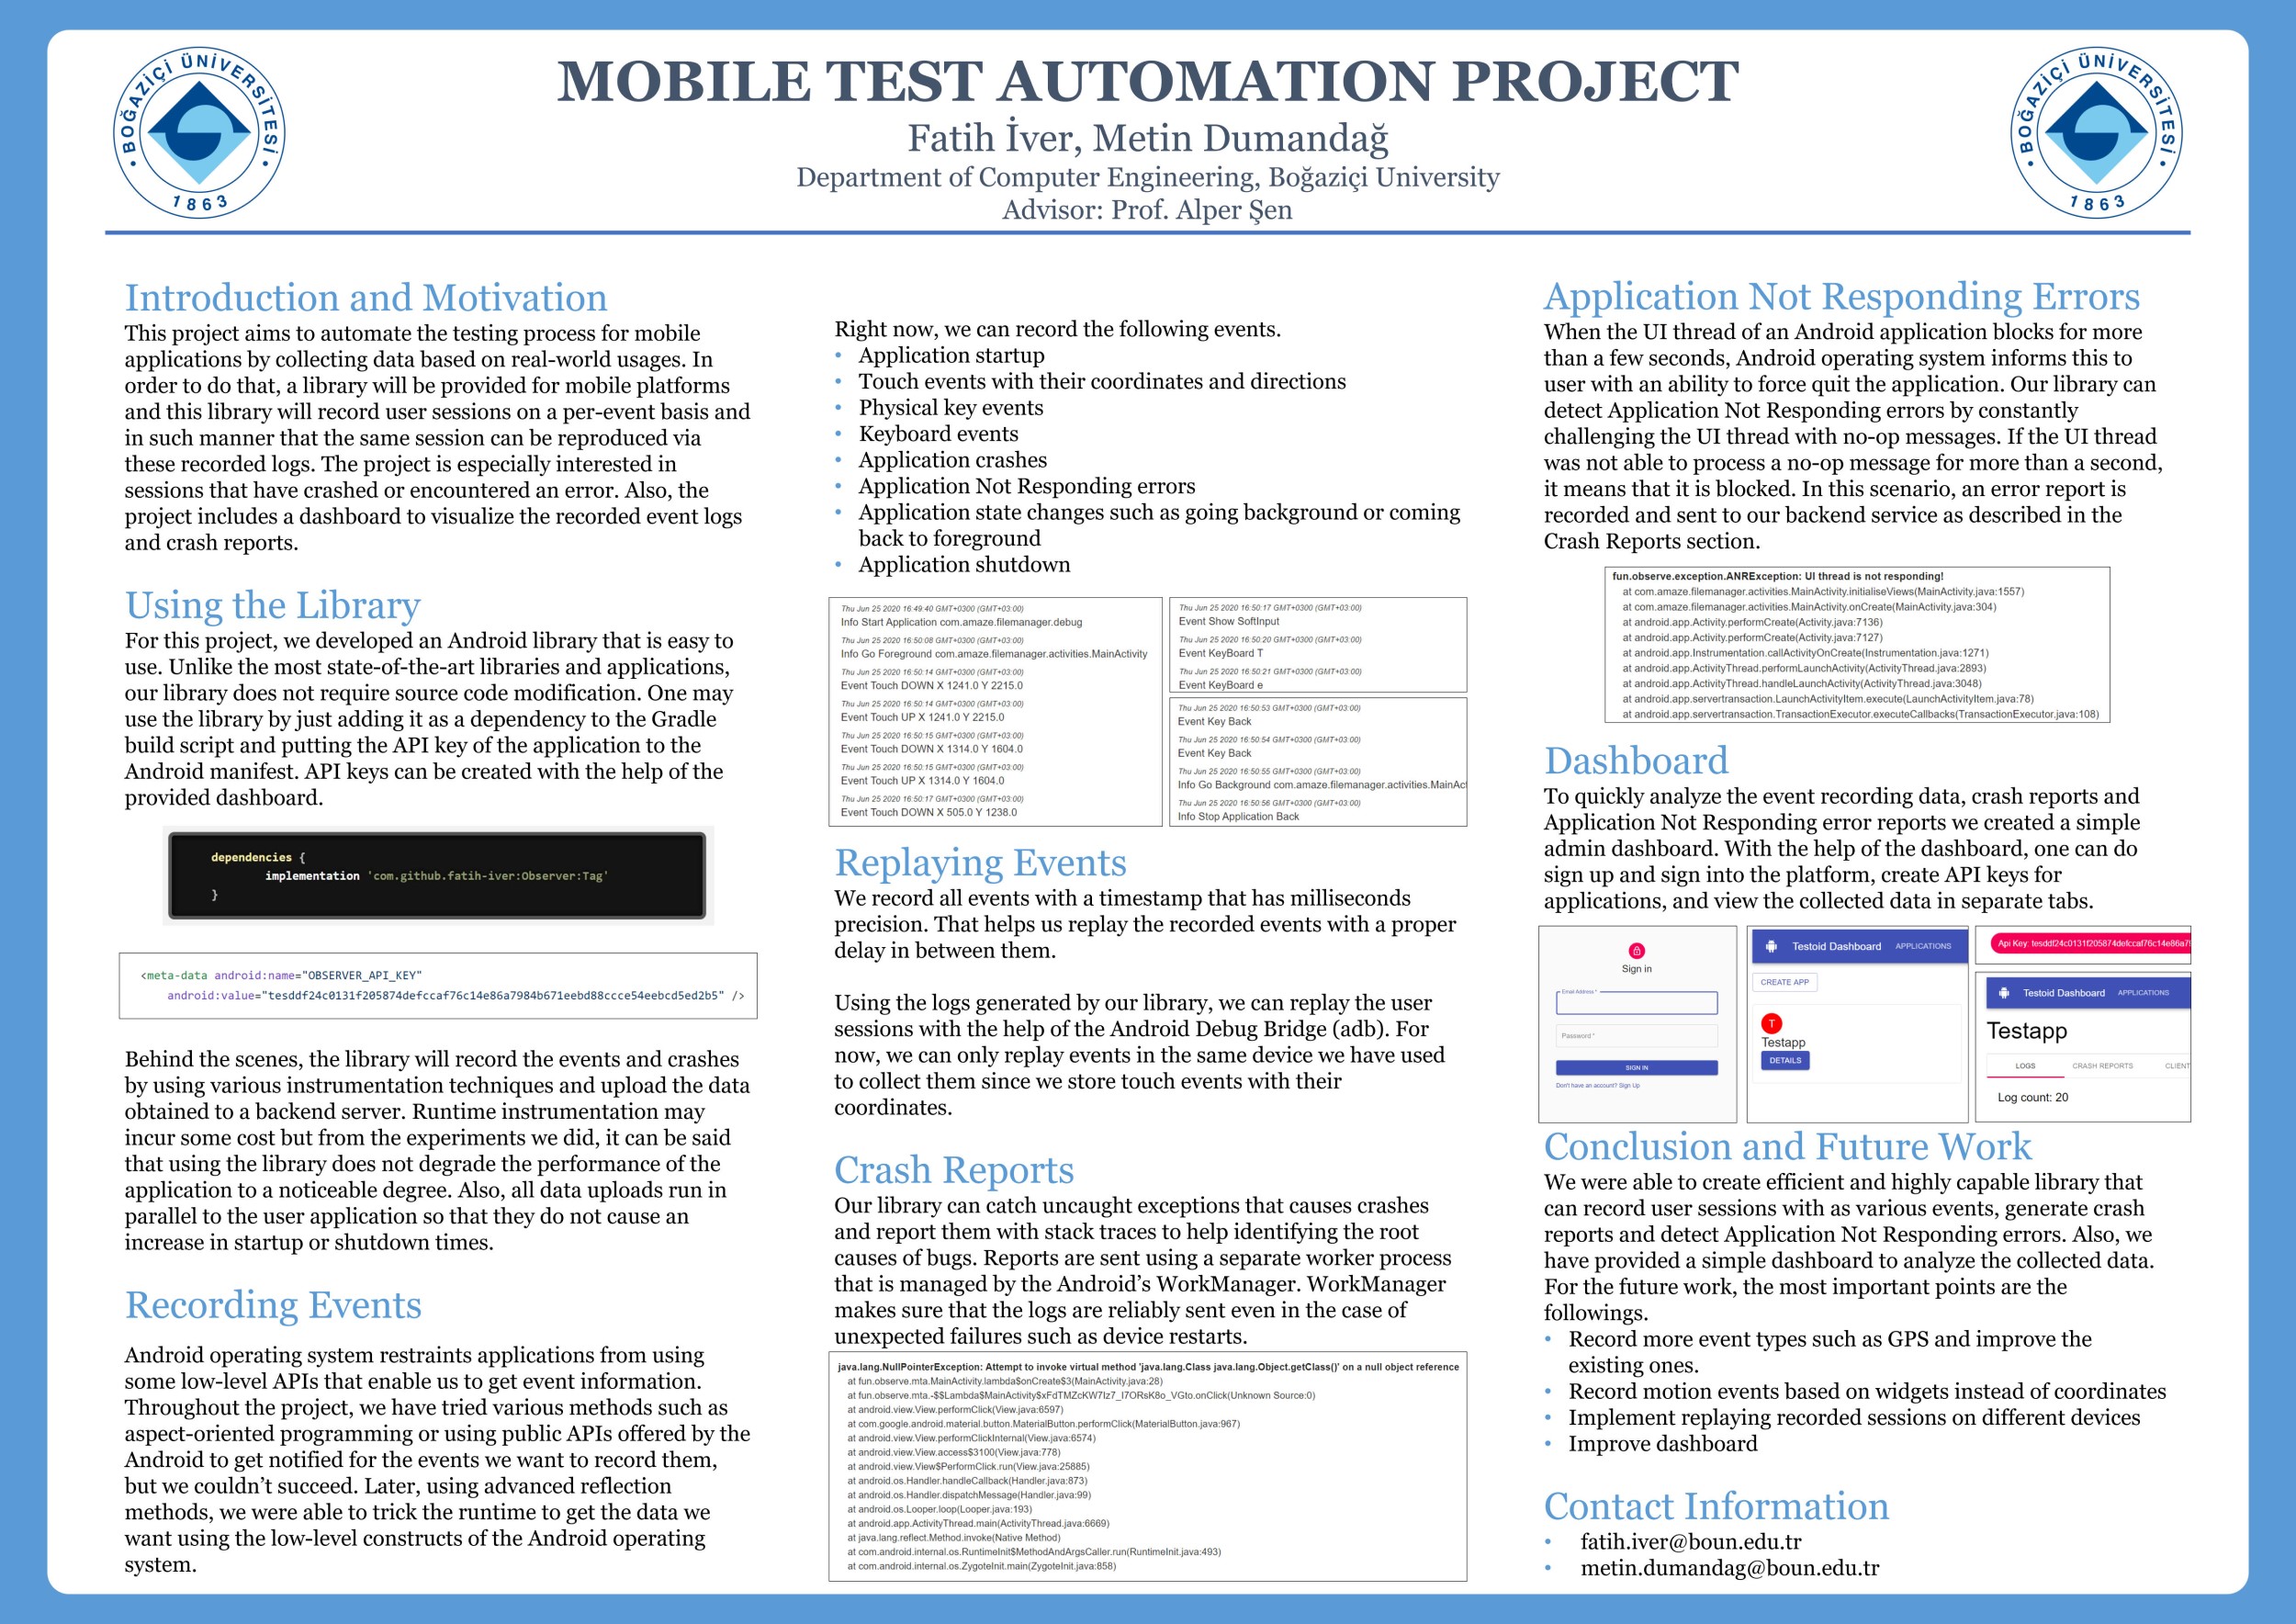 BOĞAZİÇİ ÜNİVERSİTESİ
1863
MOBILE TEST AUTOMATION PROJECT
Fatih İver, Metin Dumandağ
Department of Computer Engineering, Boğaziçi University
Advisor: Prof. Alper Şen
BOĞAZİÇİ ÜNİVERSİTESİ
1863
Introduction and Motivation
This project aims to automate the testing process for mobile
applications by collecting data based on real-world usages. In
order to do that, a library will be provided for mobile platforms
and this library will record user sessions on a per-event basis and
in such manner that the same session can be reproduced via
these recorded logs. The project is especially interested in
sessions that have crashed or encountered an error. Also, the
project includes a dashboard to visualize the recorded event logs
and crash reports.
Using the Library
For this project, we developed an Android library that is easy to
use. Unlike the most state-of-the-art libraries and applications,
our library does not require source code modification. One may
use the library by just adding it as a dependency to the Gradle
build script and putting the API key of the application to the
Android manifest. API keys can be created with the help of the
provided dashboard.
dependencies {
implementation 'com.github.fatih-iver:Observer:Tag'
}
<meta-data android:name="OBSERVER_API_KEY"
android:value="tesddf24c0131f205874defccaf76c14e86a7984b671eebd88ccce54eebcd5ed2b5" />
Behind the scenes, the library will record the events and crashes
by using various instrumentation techniques and upload the data
obtained to a backend server. Runtime instrumentation may
incur some cost but from the experiments we did, it can be said
that using the library does not degrade the performance of the
application to a noticeable degree. Also, all data uploads run in
parallel to the user application so that they do not cause an
increase in startup or shutdown times.
Recording Events
Android operating system restraints applications from using
some low-level APIs that enable us to get event information.
Throughout the project, we have tried various methods such as
aspect-oriented programming or using public APIs offered by the
Android to get notified for the events we want to record them,
but we couldn't succeed. Later, using advanced reflection
methods, we were able to trick the runtime to get the data we
want using the low-level constructs of the Android operating
system.
Right now, we can record the following events.
• Application startup
• Touch events with their coordinates and directions
• Physical key events
• Keyboard events
• Application crashes
• Application Not Responding errors
• Application state changes such as going background or coming
back to foreground
• Application shutdown
Thu Jun 25 2020 16:49:40 GMT+0300 (GMT+03:00)
Info Start Application com.amaze.filemanager.debug
Thu Jun 25 2020 16:50:08 GMT+0300 (GMT+03:00)
Info Go Foreground com.amaze.filemanager.activities.MainActivity
Thu Jun 25 2020 16:50:14 GMT+0300 (GMT+03:00)
Event Touch DOWN X 1241.0 Y 2215.0
Thu Jun 25 2020 16:50:14 GMT+0300 (GMT+03:00)
Event Touch UP X 1241.0 Y 2215.0
Thu Jun 25 2020 16:50:15 GMT+0300 (GMT+03:00)
Event Touch DOWN X 1314.0 Y 1604.0
Thu Jun 25 2020 16:50:15 GMT+0300 (GMT+03:00)
Event Touch UP X 1314.0 Y 1604.0
Thu Jun 25 2020 16:50:17 GMT+0300 (GMT+03:00)
Event Touch DOWN X 505.0 Y 1238.0
Thu Jun 25 2020 16:50:17 GMT+0300 (GMT+03:00)
Event Show SoftInput
Thu Jun 25 2020 16:50:20 GMT+0300 (GMT+03:00)
Event KeyBoard T
Thu Jun 25 2020 16:50:21 GMT+0300 (GMT+03:00)
Event KeyBoard e
Thu Jun 25 2020 16:50:53 GMT+0300 (GMT+03:00)
Event Key Back
Thu Jun 25 2020 16:50:54 GMT+0300 (GMT+03:00)
Event Key Back
Thu Jun 25 2020 16:50:55 GMT+0300 (GMT+03:00)
Info Go Background com.amaze.filemanager.activities.MainAct
Thu Jun 25 2020 16:50:56 GMT+0300 (GMT+03:00)
Info Stop Application Back
Replaying Events
We record all events with a timestamp that has milliseconds
precision. That helps us replay the recorded events with a proper
delay in between them.
Using the logs generated by our library, we can replay the user
sessions with the help of the Android Debug Bridge (adb). For
now, we can only replay events in the same device we have used
to collect them since we store touch events with their
coordinates.
Crash Reports
Our library can catch uncaught exceptions that causes crashes
and report them with stack traces to help identifying the root
causes of bugs. Reports are sent using a separate worker process
that is managed by the Android's WorkManager. WorkManager
makes sure that the logs are reliably sent even in the case of
unexpected failures such as device restarts.
java.lang.NullPointerException: Attempt to invoke virtual method 'java.lang.Class java.lang.Object.getClass()' on a null object reference
at fun.observe.mta.MainActivity.lambda$onCreate$3(MainActivity.java:28)
at fun.observe.mta.-$$Lambda$MainActivity$xFdTMZcKW7Iz7_I7ORsK8o_VGto.onClick(Unknown Source:0)
at android.view.View.performClick(View.java:6597)
at com.google.android.material.button.MaterialButton.performClick(MaterialButton.java:967)
at android.view.View.performClickInternal(View.java:6574)
at android.view.View.access$3100(View.java:778)
at android.view.View$PerformClick.run(View.java:25885)
at android.os.Handler.handleCallback(Handler.java:873)
at android.os.Handler.dispatchMessage(Handler.java:99)
at android.os.Looper.loop(Looper.java:193)
at android.app.ActivityThread.main(ActivityThread.java:6669)
at java.lang.reflect.Method.invoke(Native Method)
at com.android.internal.os.RuntimeInit$MethodAndArgsCaller.run(RuntimeInit.java:493)
at com.android.internal.os.ZygoteInit.main(ZygoteInit.java:858)
Application Not Responding Errors
When the UI thread of an Android application blocks for more
than a few seconds, Android operating system informs this to
user with an ability to force quit the application. Our library can
detect Application Not Responding errors by constantly
challenging the UI thread with no-op messages. If the UI thread
was not able to process a no-op message for more than a second,
it means that it is blocked. In this scenario, an error report is
recorded and sent to our backend service as described in the
Crash Reports section.
fun.observe.exception.ANRException: UI thread is not responding!
at com.amaze.filemanager.activities.MainActivity.initialiseViews(MainActivity.java:1557)
at com.amaze.filemanager.activities.MainActivity.onCreate(MainActivity.java:304)
at android.app.Activity.performCreate(Activity.java:7136)
at android.app.Activity.performCreate(Activity.java:7127)
at android.app.Instrumentation.callActivityOnCreate(Instrumentation.java:1271)
at android.app.ActivityThread.performLaunchActivity(ActivityThread.java:2893)
at android.app.ActivityThread.handleLaunchActivity(ActivityThread.java:3048)
at android.app.servertransaction.LaunchActivityItem.execute(LaunchActivityItem.java:78)
at android.app.servertransaction.TransactionExecutor.executeCallbacks(TransactionExecutor.java:108)
Dashboard
To quickly analyze the event recording data, crash reports and
Application Not Responding error reports we created a simple
admin dashboard. With the help of the dashboard, one can do
sign up and sign into the platform, create API keys for
applications, and view the collected data in separate tabs.
Sign in
Email Address *
Password *
SIGN IN
Don't have an account? Sign Up
Testoid Dashboard APPLICATIONS
CREATE APP
T
Testapp
DETAILS
Api Key: tesddf24c0131f205874defccaf76c14e86a7
Testoid Dashboard APPLICATIONS
Testapp
LOGS CRASH REPORTS CLIENT
Log count: 20
Conclusion and Future Work
We were able to create efficient and highly capable library that
can record user sessions with as various events, generate crash
reports and detect Application Not Responding errors. Also, we
have provided a simple dashboard to analyze the collected data.
For the future work, the most important points are the
followings.
• Record more event types such as GPS and improve the
existing ones.
• Record motion events based on widgets instead of coordinates
• Implement replaying recorded sessions on different devices
• Improve dashboard
Contact Information
• fatih.iver@boun.edu.tr
• metin.dumandag@boun.edu.tr